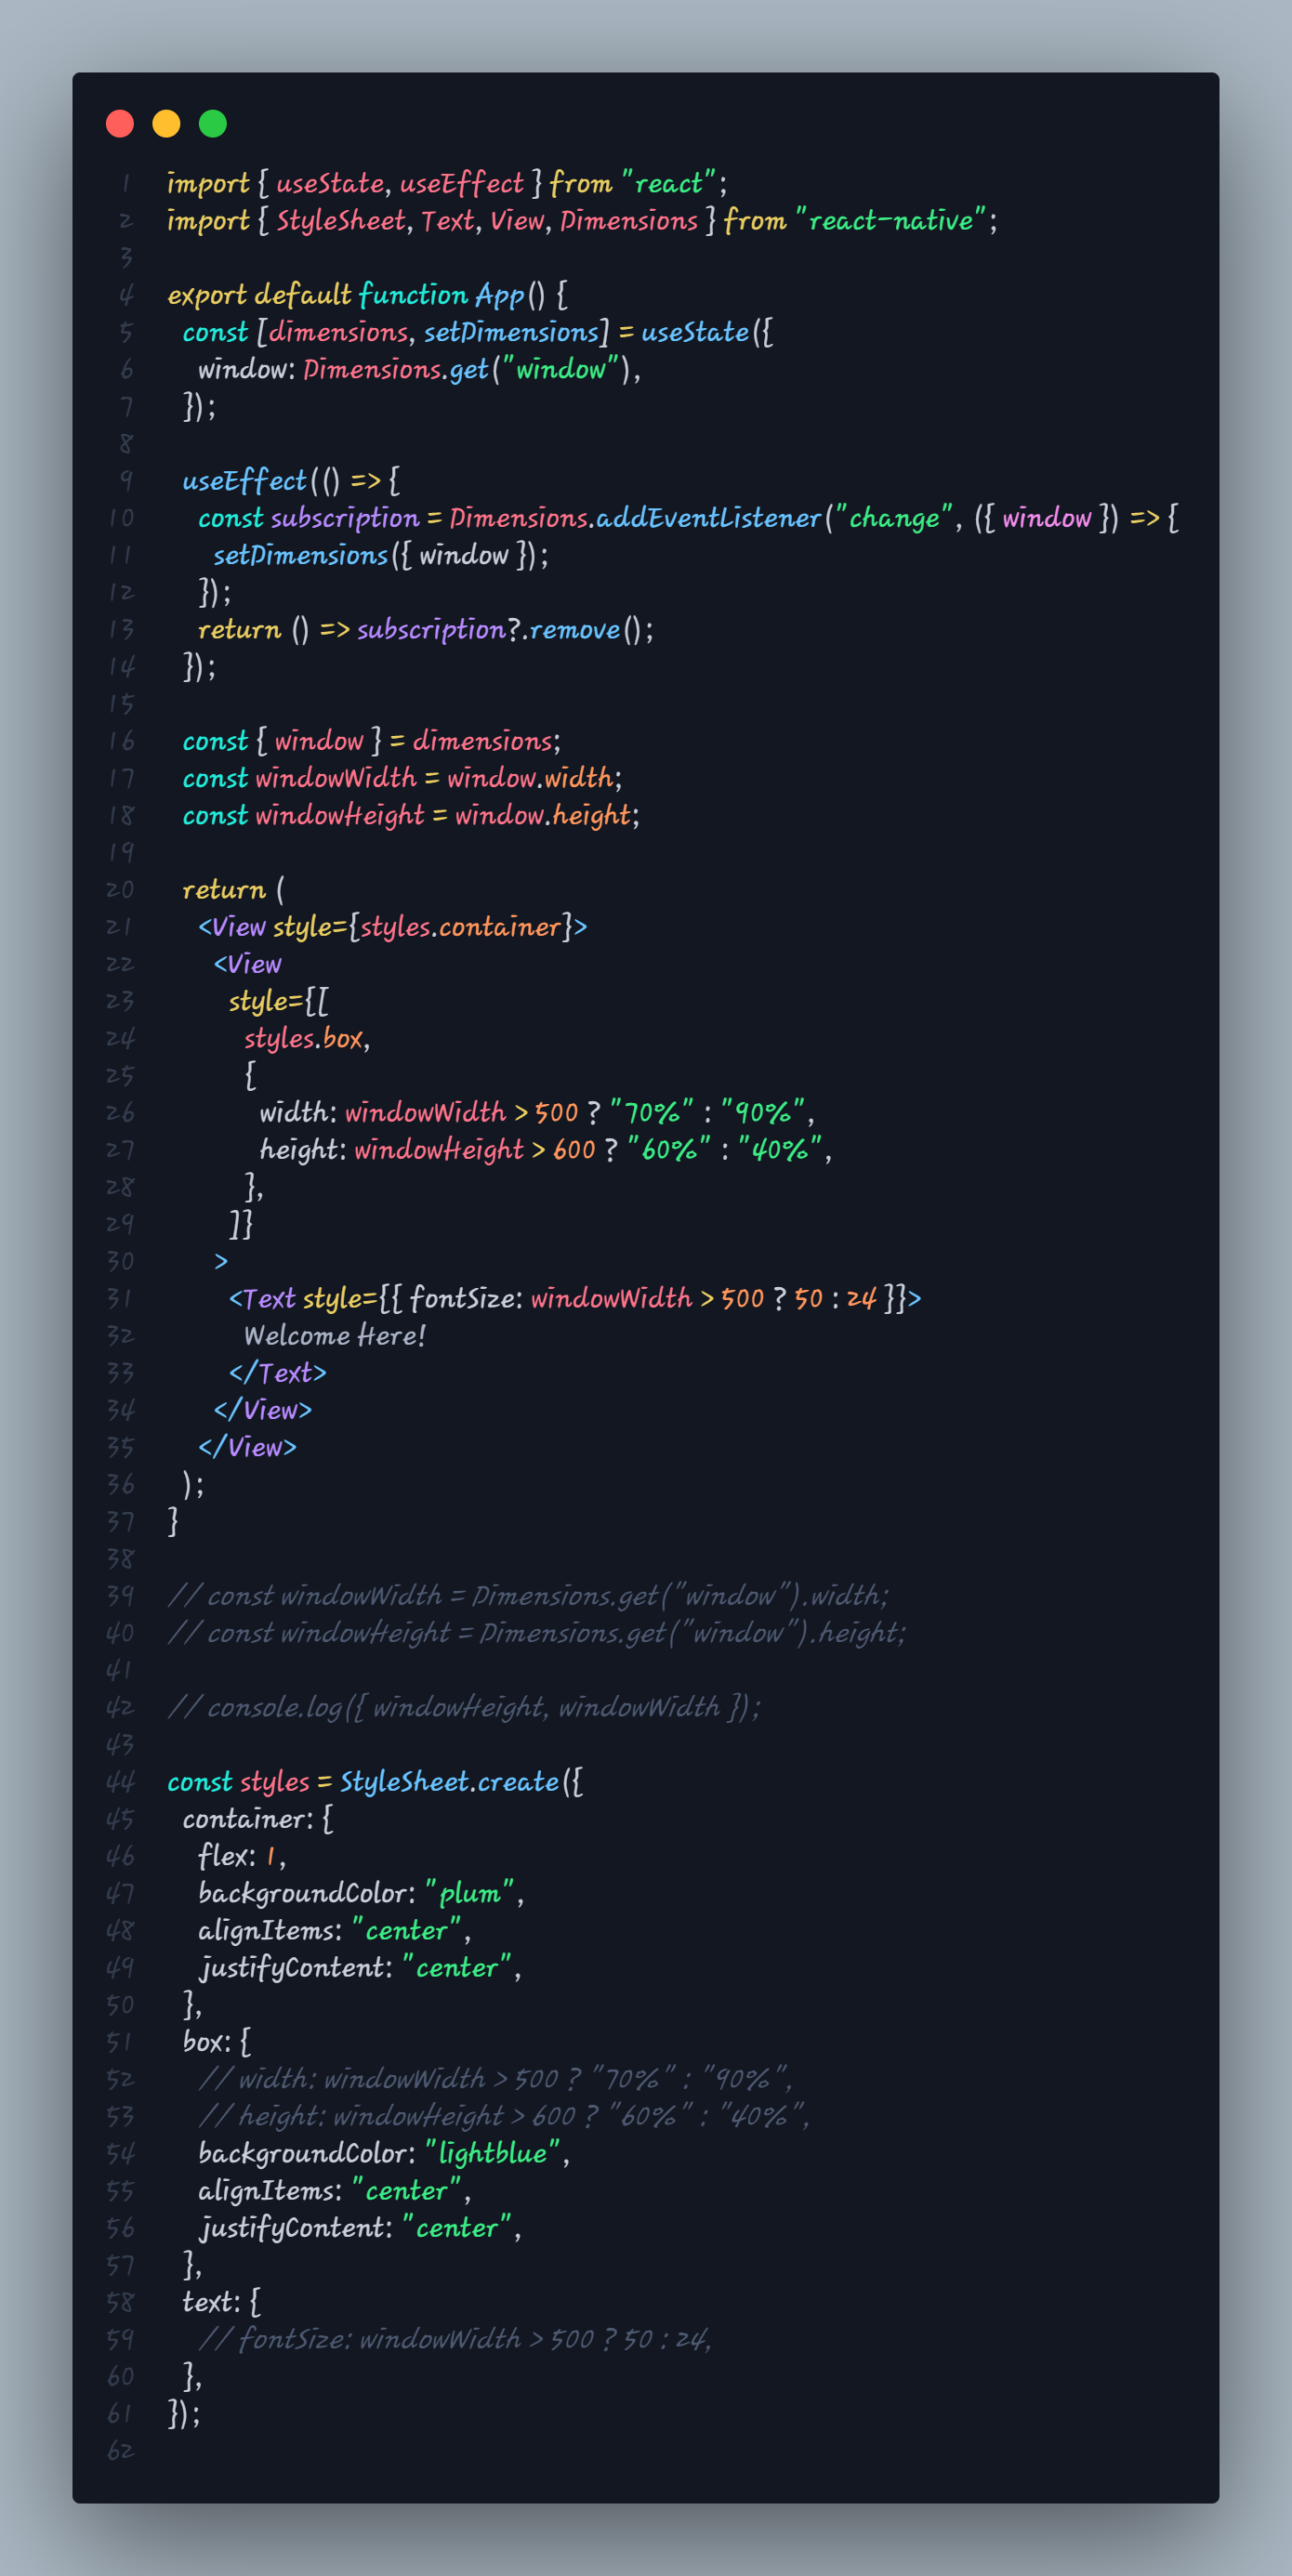 1 import { useState, useEffect } from "react";
2 import { StyleSheet, Text, View, Dimensions } from "react-native";
3
4 export default function App() {
5   const [dimensions, setDimensions] = useState({
6     window: Dimensions.get("window"),
7   });
8
9   useEffect(() => {
10     const subscription = Dimensions.addEventListener("change", ({ window }) => {
11       setDimensions({ window });
12     });
13     return () => subscription?.remove();
14   });
15
16   const { window } = dimensions;
17   const windowWidth = window.width;
18   const windowHeight = window.height;
19
20   return (
21     <View style={styles.container}>
22       <View
23         style={[
24           styles.box,
25           {
26             width: windowWidth > 500 ? "70%" : "90%",
27             height: windowHeight > 600 ? "60%" : "40%",
28           },
29         ]}
30       >
31         <Text style={{ fontSize: windowWidth > 500 ? 50 : 24 }}>
32           Welcome Here!
33         </Text>
34       </View>
35     </View>
36   );
37 }
38
39 // const windowWidth = Dimensions.get("window").width;
40 // const windowHeight = Dimensions.get("window").height;
41
42 // console.log({ windowHeight, windowWidth });
43
44 const styles = StyleSheet.create({
45   container: {
46     flex: 1,
47     backgroundColor: "plum",
48     alignItems: "center",
49     justifyContent: "center",
50   },
51   box: {
52     // width: windowWidth > 500 ? "70%" : "90%",
53     // height: windowHeight > 600 ? "60%" : "40%",
54     backgroundColor: "lightblue",
55     alignItems: "center",
56     justifyContent: "center",
57   },
58   text: {
59     // fontSize: windowWidth > 500 ? 50 : 24,
60   },
61 });
62